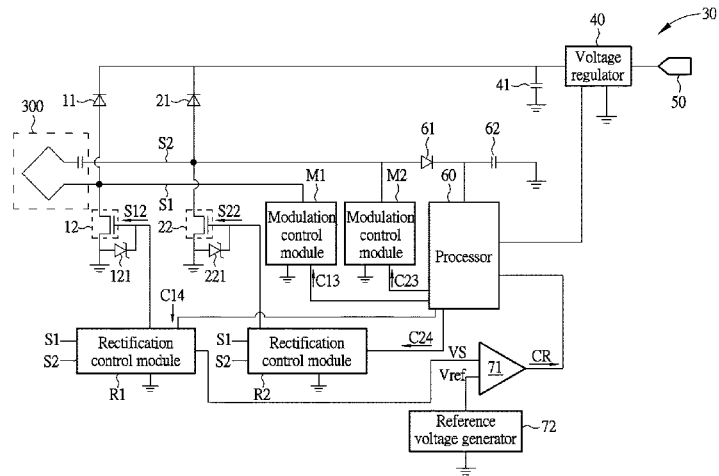 30
40
Voltage
regulator
50
41
11
21
300
S2
61
62
S1
M1
M2
60
S12
S22
12
22
121
221
Modulation
control
module
Modulation
control
module
Processor
C13
C23
C14
S1
S2
Rectification
control module
R1
S1
S2
Rectification
control module
R2
C24
VS
Vref
71
CR
Reference
voltage generator
72